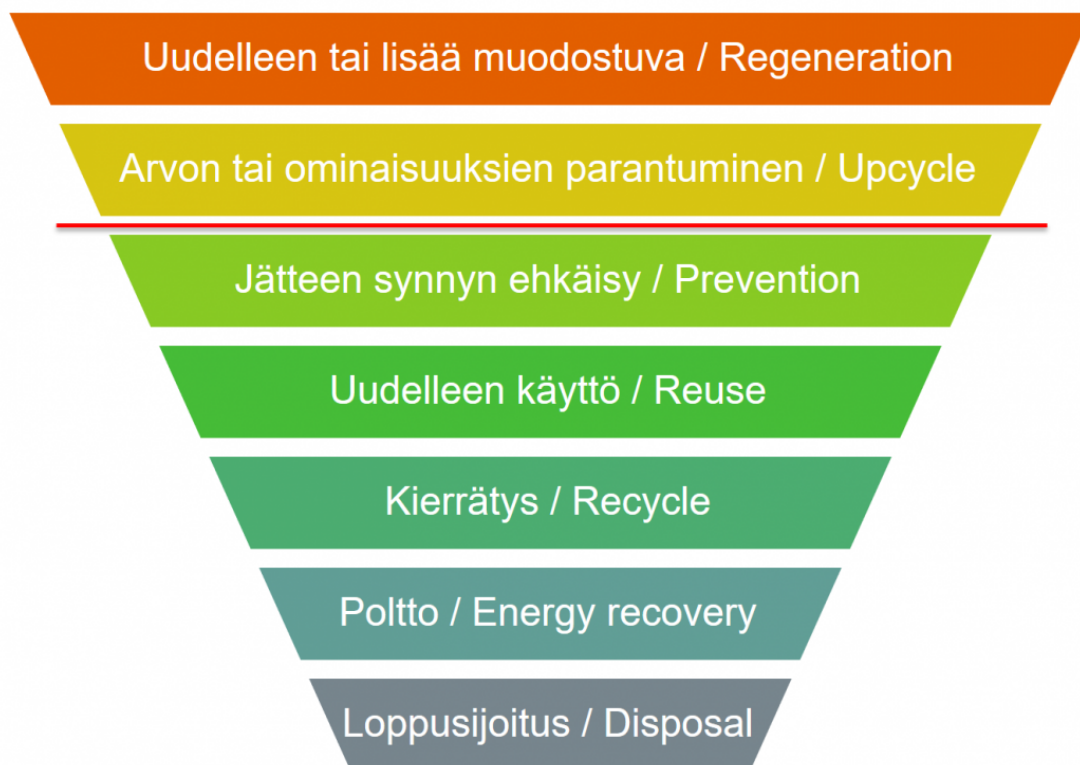 Uudelleen tai lisää muodostuva / Regeneration
Arvon tai ominaisuuksien parantuminen / Upcycle
Jätteen synnyn ehkäisy / Prevention
Uudelleen käyttö / Reuse
Kierrätys / Recycle
Poltto / Energy recovery
Loppusijoitus / Disposal